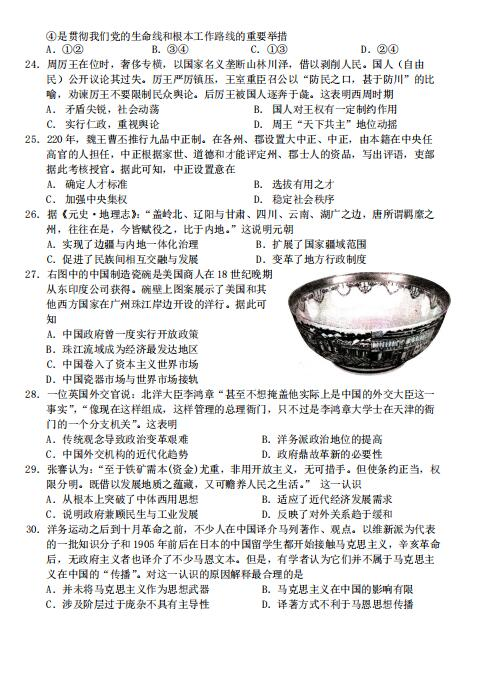 ④是贯彻我们党的生命线和根本工作路线的重要举措
A. ①② B. ③④ C. ①③ D. ②④
24. 周厉王在位时，奢侈专横，以国家名义垄断山林川泽，借以剥削人民。国人（自由
民）公开议论其过失。厉王严厉镇压，王室重臣召公以“防民之口，甚于防川”的比
喻，劝谏厉王不要限制民众舆论。后厉王被国人逐奔于彘。这表明西周时期
A. 矛盾尖锐，社会动荡 B. 国人对王权有一定制约作用
C. 实行仁政，重视舆论 D. 周王“天下共主”地位动摇
25. 220年，魏王曹丕推行九品中正制。在各州、郡设置大中正、中正，由本籍在中央任
高官的人担任，中正根据家世、道德和才能评定州、郡士人的资品，写出评语，吏部
据此考核授官。据此可知，中正设置意在
A. 确定人才标准 B. 选拔有用之才
C. 加强中央集权 D. 稳定社会秩序
26. 据《元史·地理志》：“盖岭北、辽阳与甘肃、四川、云南、湖广之边，唐所谓羁縻之
州，往往在是，今皆赋役之，比于内地。”这说明元朝
A. 实现了边疆与内地一体化治理 B. 扩展了国家疆域范围
C. 促进了民族间相互交融与发展 D. 变革了地方行政制度
27. 右图中的中国制造瓷碗是美国商人在18世纪晚期
从东印度公司获得。碗壁上图案展示了美国和其
他西方国家在广州珠江岸边开设的洋行。据此可
知
A. 中国政府曾一度实行开放政策
B. 珠江流域成为经济最发达地区
C. 中国卷入了资本主义世界市场
D. 中国瓷器市场与世界市场接轨
28. 一位英国外交官说：北洋大臣李鸿章“甚至不想掩盖他实际上是中国的外交大臣这一
事实”，“像现在这样组成，这样管理的总理衙门，只不过是李鸿章大学士在天津的衙
门的一个分支机关”。这表明
A. 传统观念导致政治变革艰难 B. 洋务派政治地位的提高
C. 中国外交机构的近代化趋势 D. 政府鼎故革新的必要性
29. 张謇认为：“至于铁矿需本(资金)尤重，非用开放主义，无可措手。但使条约正当，权
限分明。既借以发展地质之蕴藏，又可赡养人民之生活。” 这一认识
A. 从根本上突破了中体西用思想 B. 适应了近代经济发展需求
C. 说明政府兼顾民生与工业发展 D. 反映了对外关系趋于缓和
30. 洋务运动之后到十月革命之前，不少人在中国译介马列著作、观点。以维新派为代表
的一批知识分子和1905年前后在日本的中国留学生都开始接触马克思主义，辛亥革命
后，无政府主义者也译介了不少马恩文本。但是，有学者认为它们并不属于马克思主
义在中国的“传播”。对这一认识的原因解释最合理的是
A. 并未将马克思主义作为思想武器 B. 马克思主义在中国的影响有限
C. 涉及阶层过于庞杂不具有主导性 D. 译著方式不利于马恩思想传播